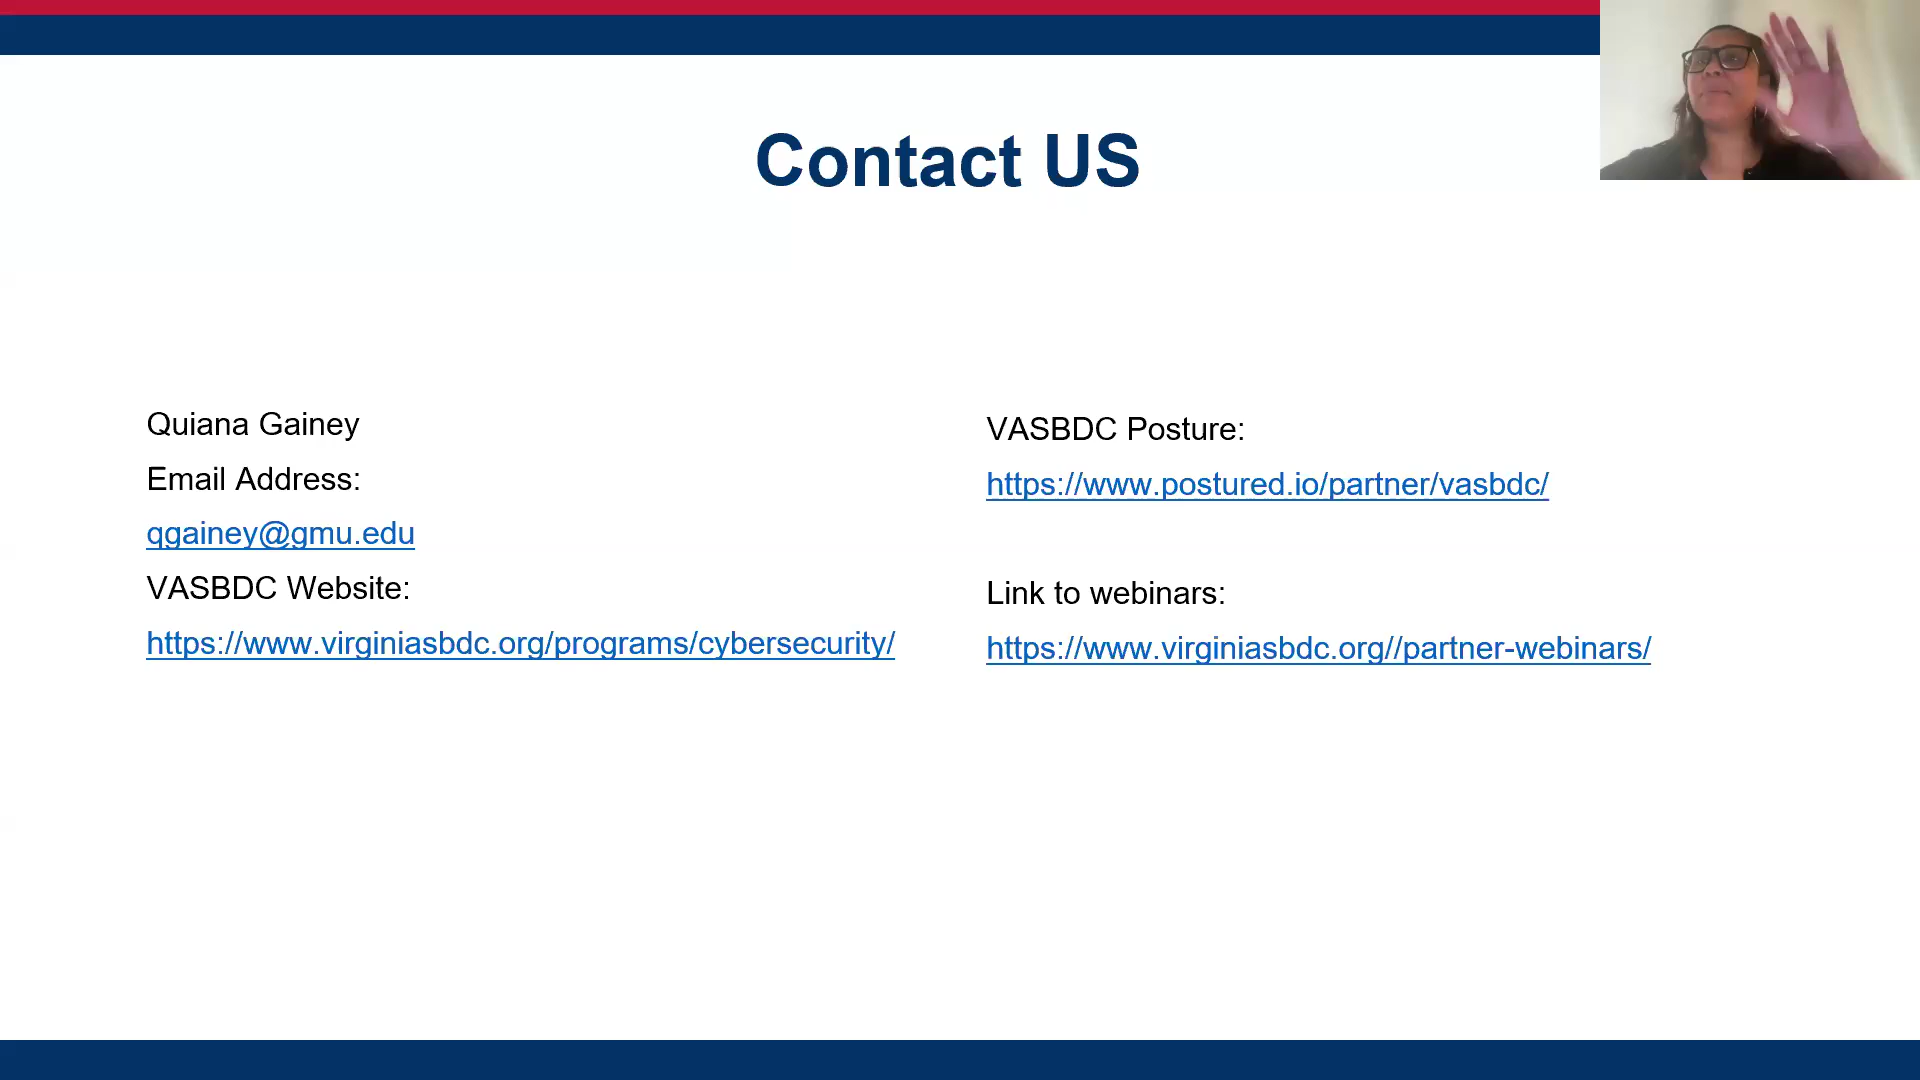 Contact US
Quiana Gainey
Email Address:
qgainey@gmu.edu
VASBDC Website:
https://www.virginiasbdc.org/programs/cybersecurity/
VASBDC Posture:
https://www.postured.io/partner/vasbdc/
Link to webinars:
https://www.virginiasbdc.org//partner-webinars/